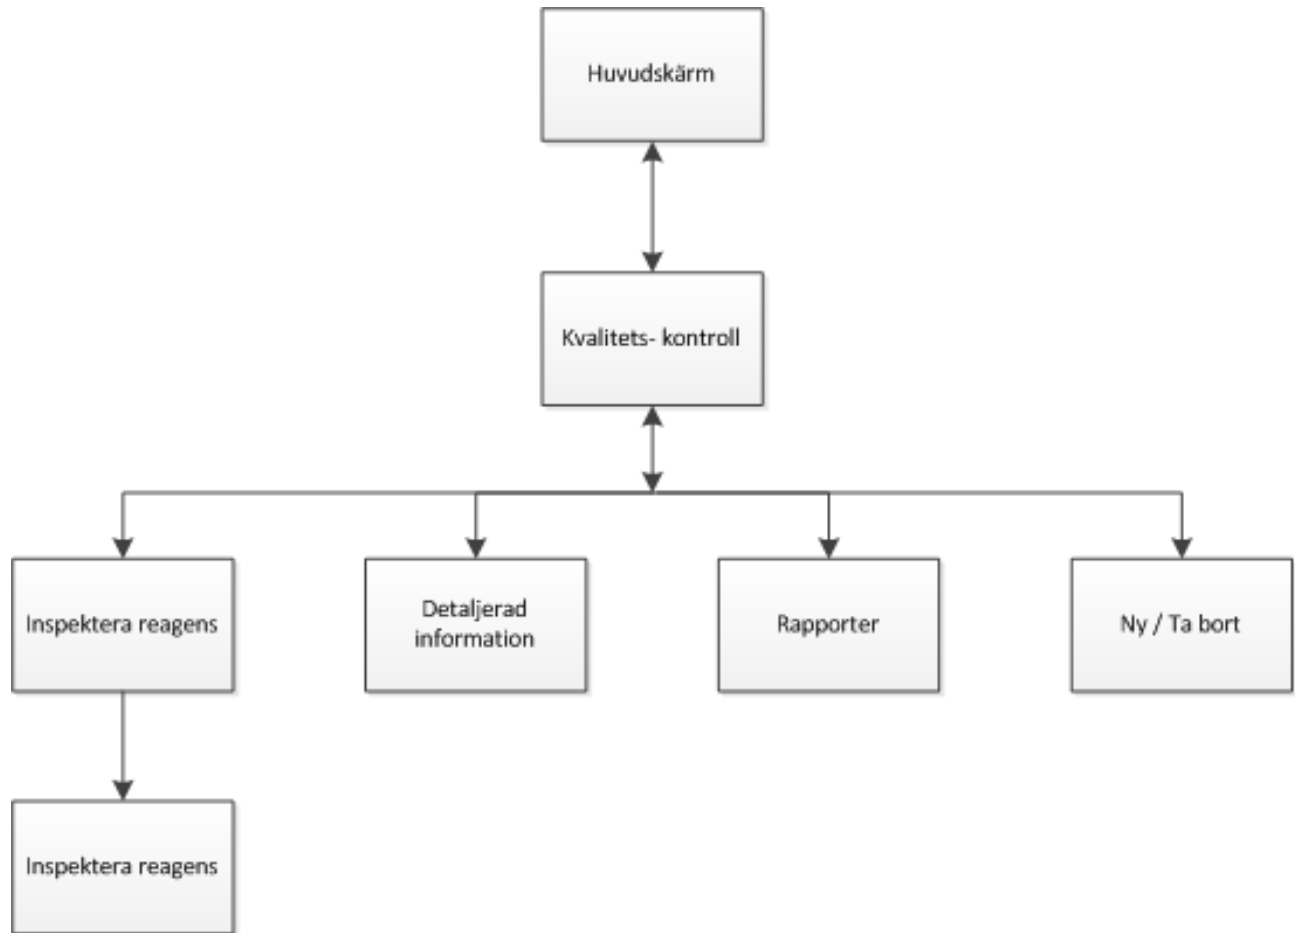 Huvudskärm
Kvalitets- kontroll
Inspektera reagens
Detaljerad
information
Rapporter
Ny / Ta bort
Inspektera reagens